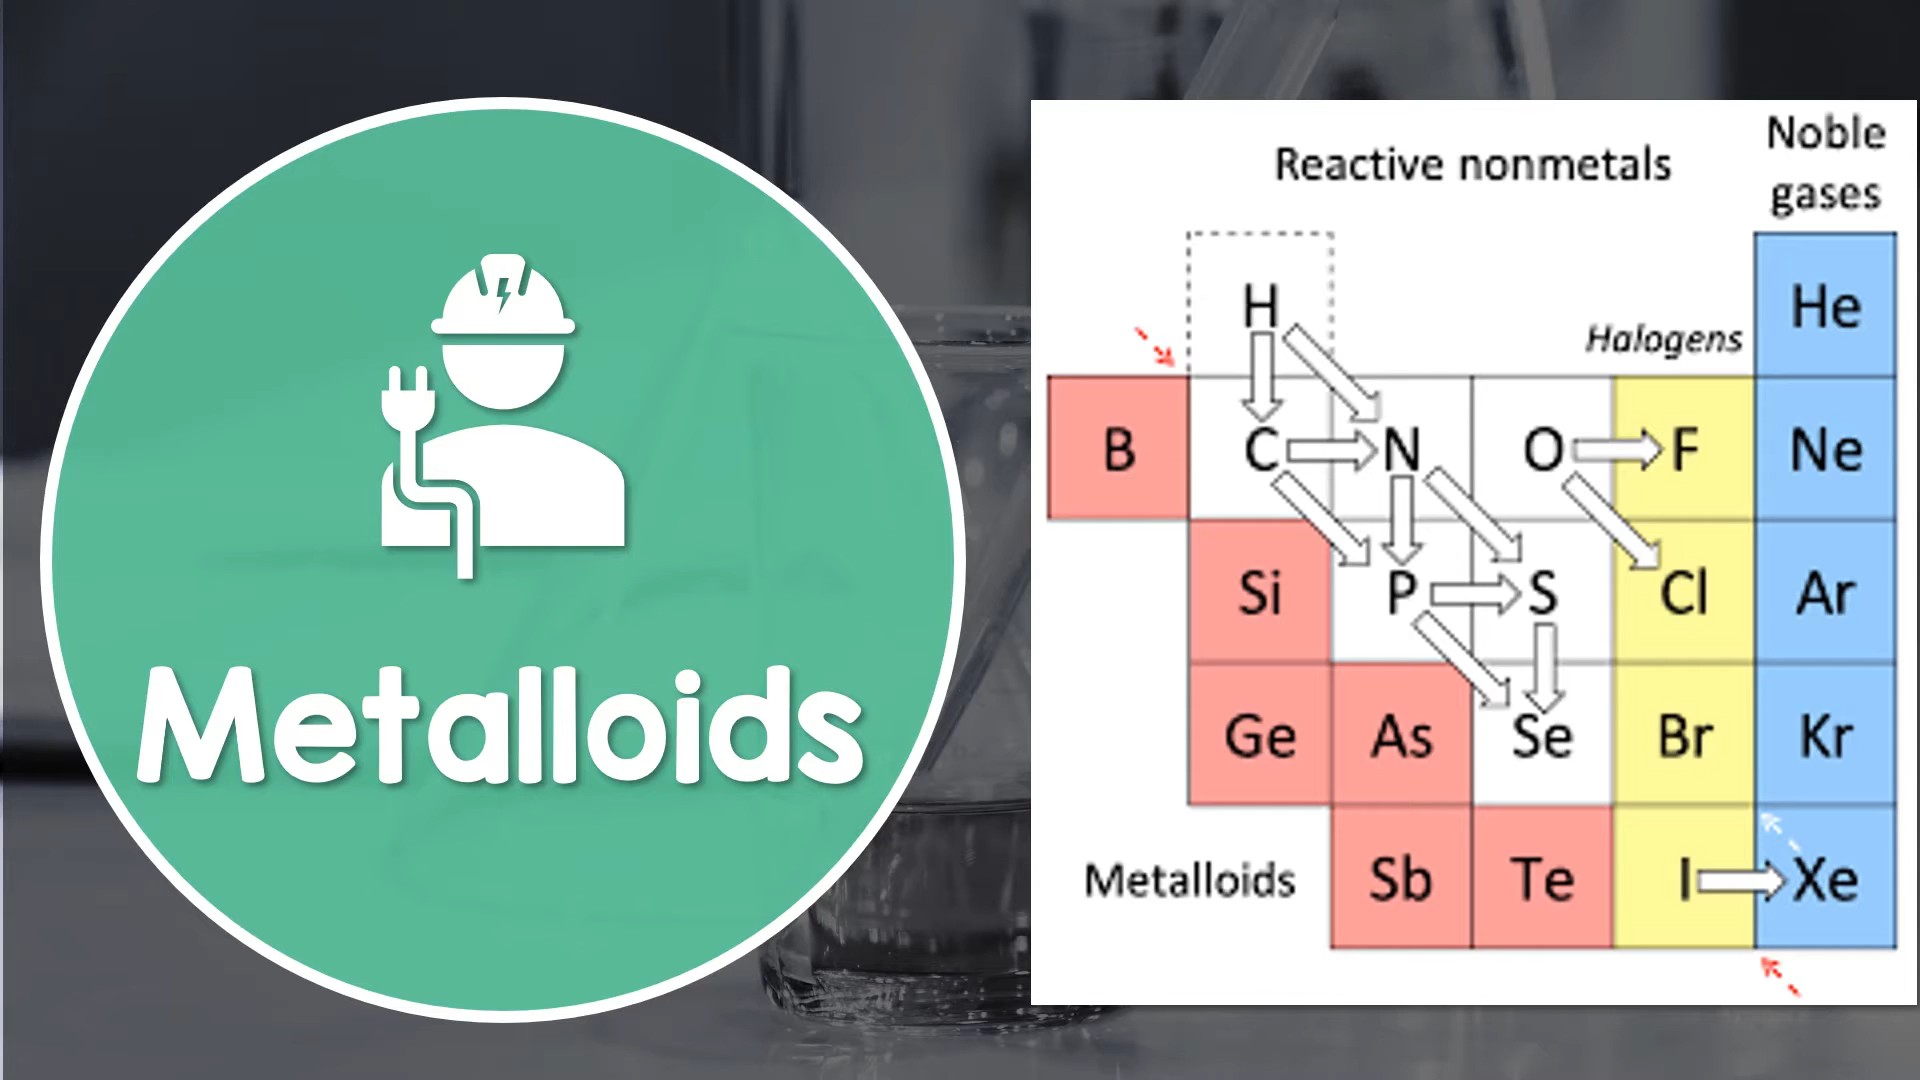 Metalloids
Reactive nonmetals
Noble
gases
H
Halogens
He
B
C
N
O
F
Ne
Si
P
S
Cl
Ar
Ge
As
Se
Br
Kr
Metalloids
Sb
Te
I
Xe